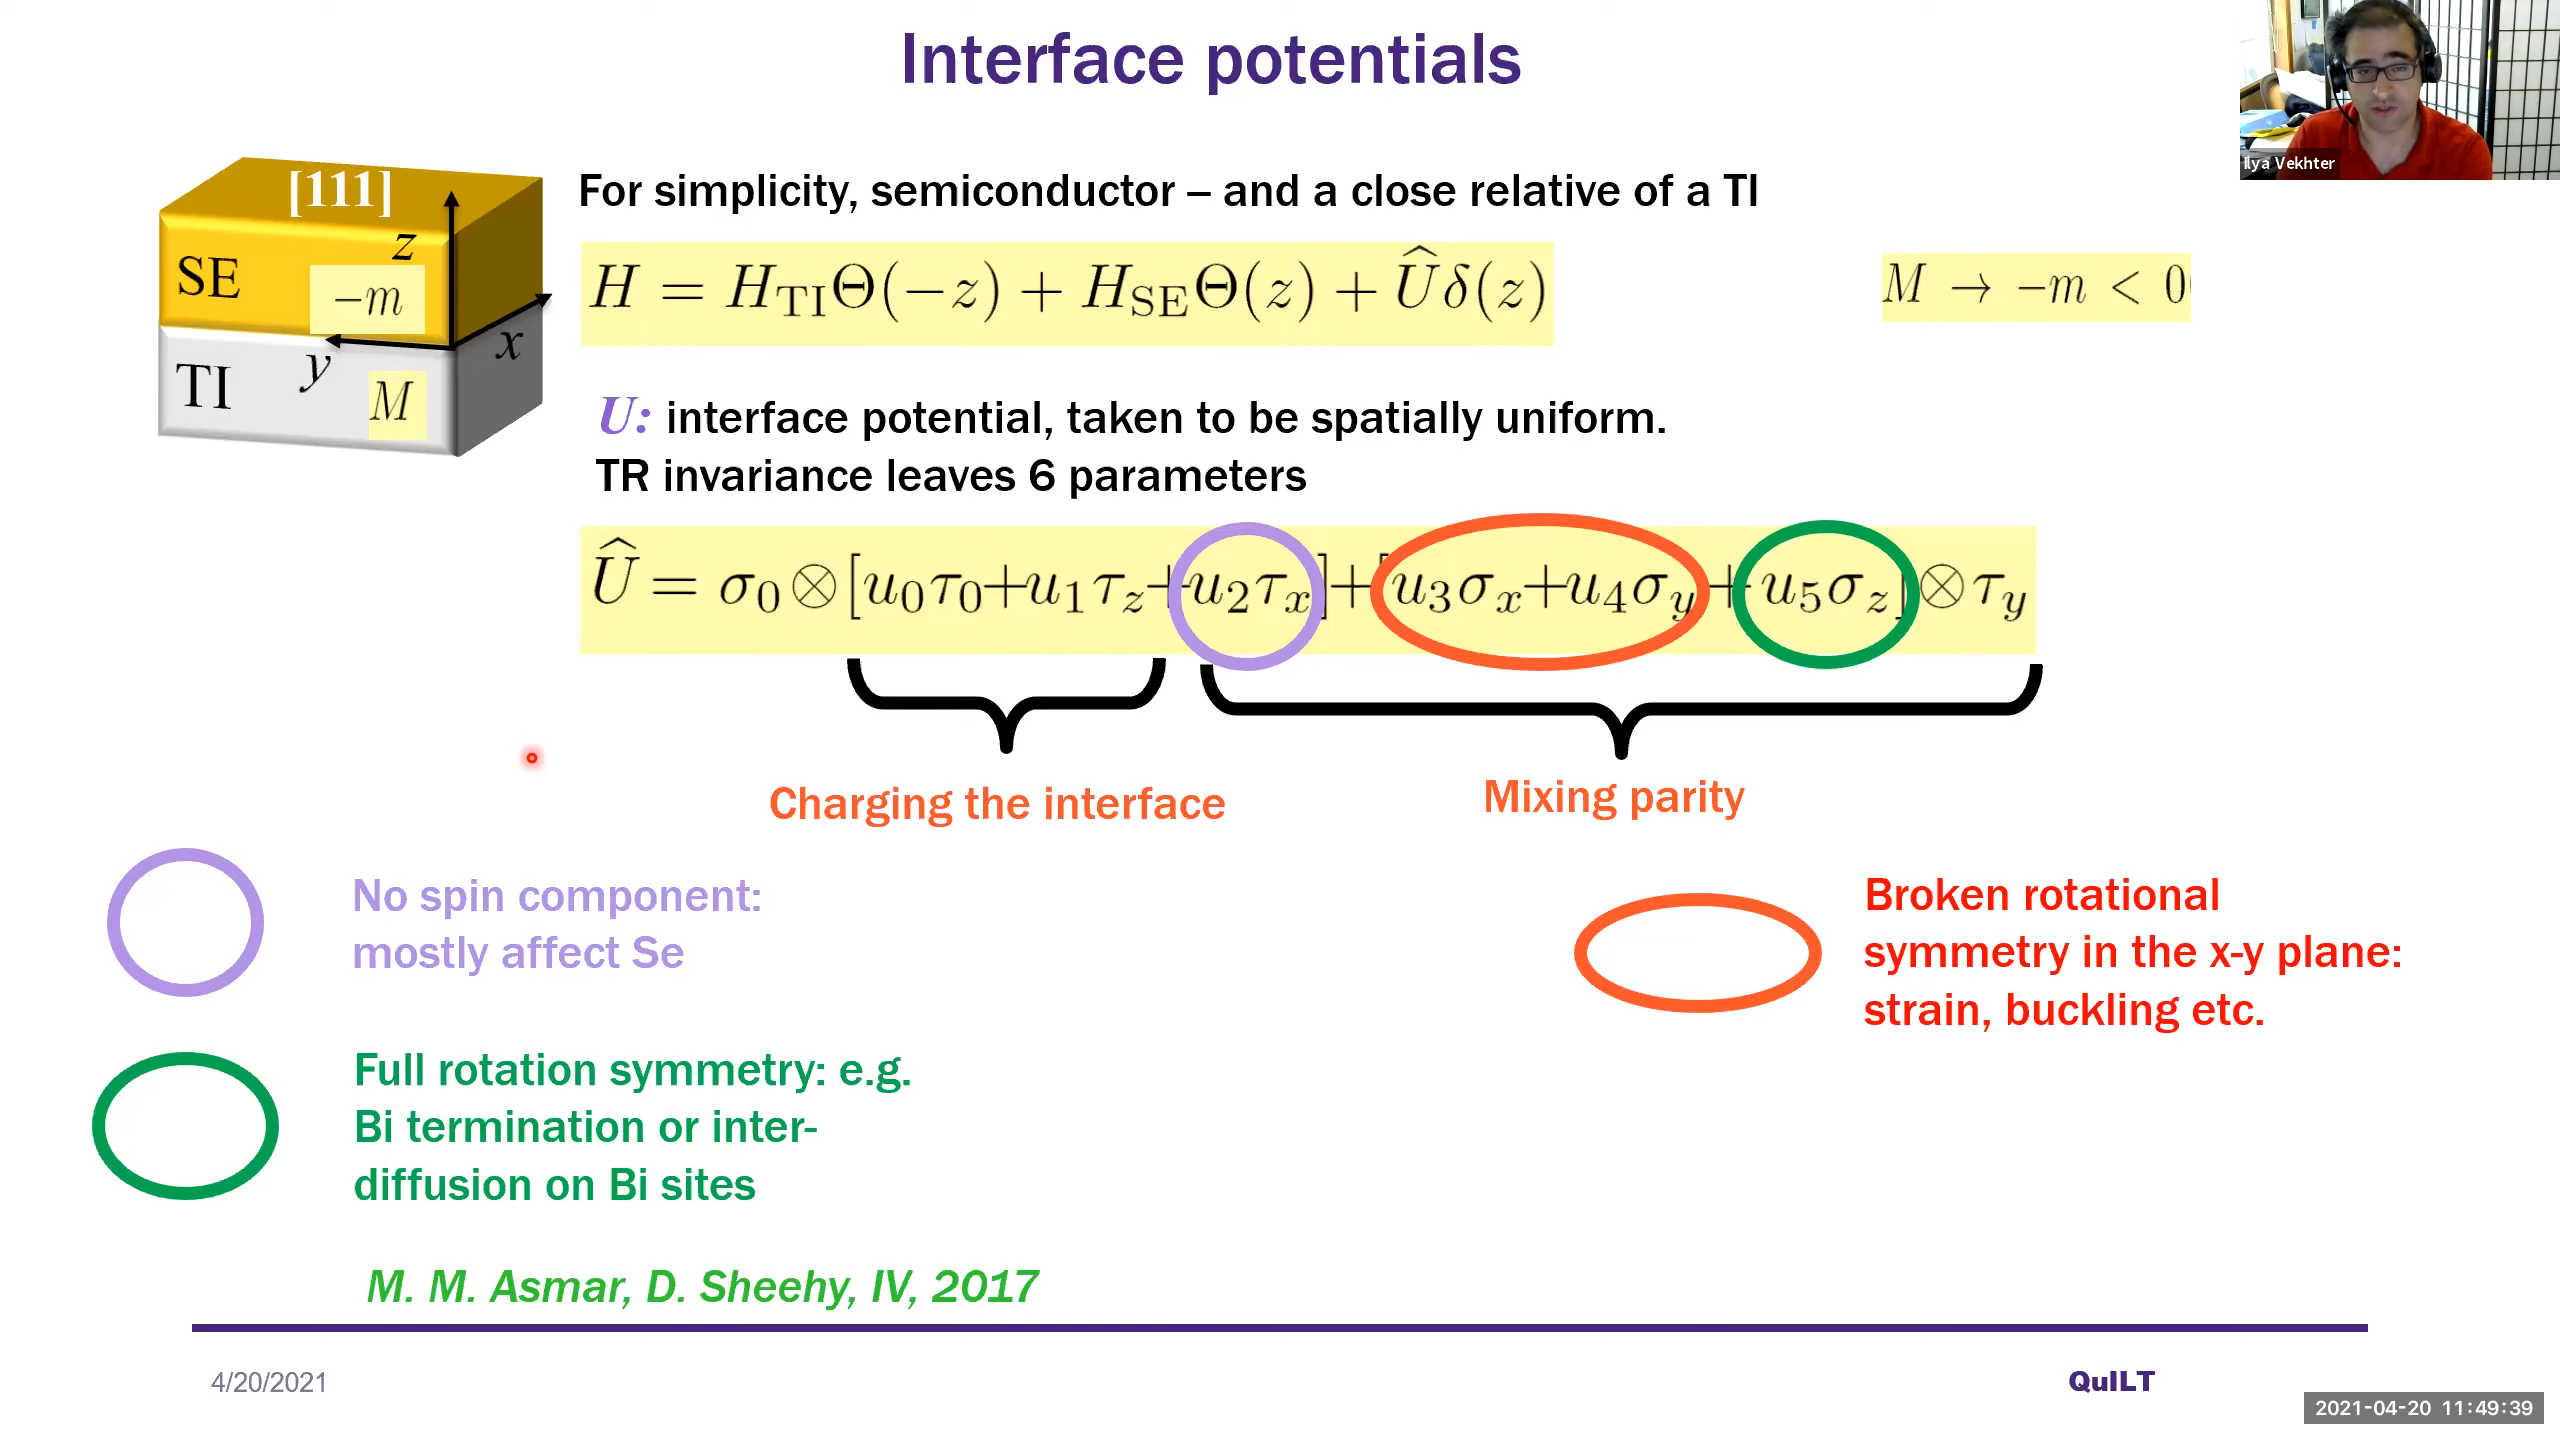 Interface potentials
Ilya Vekhter
[111]
SE
z
−m
x
y
TI
M
For simplicity, semiconductor – and a close relative of a TI
H = H_TI Θ(−z) + H_SE Θ(z) + Û δ(z)
M → −m < 0
U: interface potential, taken to be spatially uniform.
TR invariance leaves 6 parameters
Û = σ₀ ⊗ [u₀τ₀+u₁τ_z+u₂τₓ]+[u₃σₓ+u₄σ_y+u₅σ_z]⊗τ_y
Charging the interface
Mixing parity
No spin component:
mostly affect Se
Broken rotational
symmetry in the x-y plane:
strain, buckling etc.
Full rotation symmetry: e.g.
Bi termination or inter-
diffusion on Bi sites
M. M. Asmar, D. Sheehy, IV, 2017
4/20/2021
QuILT
2021-04-20 11:49:39